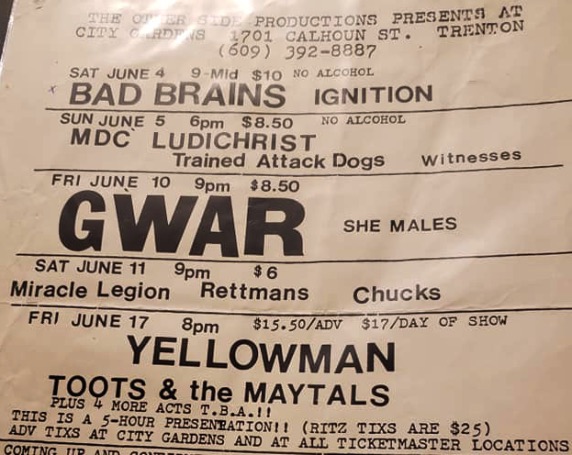 THE OTHER SIDE PRODUCTIONS PRESENTS AT
CITY GARDENS 1701 CALHOUN ST. TRENTON
(609) 392-8887
SAT JUNE 4 9-Mid $10 NO ALCOHOL
x BAD BRAINS IGNITION
SUN JUNE 5 6pm $8.50 NO ALCOHOL
MDC LUDICHRIST
Trained Attack Dogs Witnesses
FRI JUNE 10 9pm $8.50
GWAR SHE MALES
SAT JUNE 11 9pm $6
Miracle Legion Rettmans Chucks
FRI JUNE 17 8pm $15.50/ADV $17/DAY OF SHOW
YELLOWMAN
TOOTS & the MAYTALS
PLUS 4 MORE ACTS T.B.A.!!
THIS IS A 5-HOUR PRESENTATION!! (RITZ TIXS ARE $25)
ADV TIXS AT CITY GARDENS AND AT ALL TICKETMASTER LOCATIONS
COMING UP AND